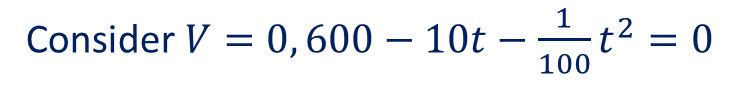 Consider V = 0, 600 − 10t − 1/100 t² = 0